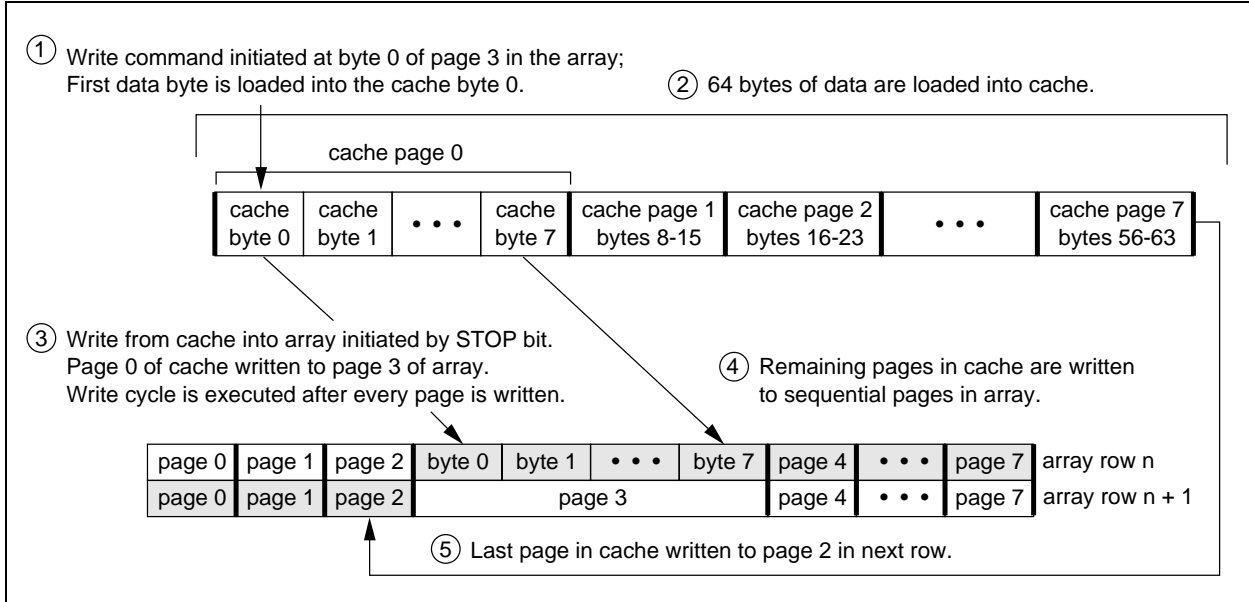 ① Write command initiated at byte 0 of page 3 in the array;
First data byte is loaded into the cache byte 0.
② 64 bytes of data are loaded into cache.
cache page 0
cache byte 0
cache byte 1
• • •
cache byte 7
cache page 1 bytes 8-15
cache page 2 bytes 16-23
• • •
cache page 7 bytes 56-63
③ Write from cache into array initiated by STOP bit.
Page 0 of cache written to page 3 of array.
Write cycle is executed after every page is written.
④ Remaining pages in cache are written
to sequential pages in array.
page 0 page 1 page 2 byte 0 byte 1 • • • byte 7 page 4 • • • page 7 array row n
page 0 page 1 page 2 page 3 page 4 • • • page 7 array row n + 1
⑤ Last page in cache written to page 2 in next row.